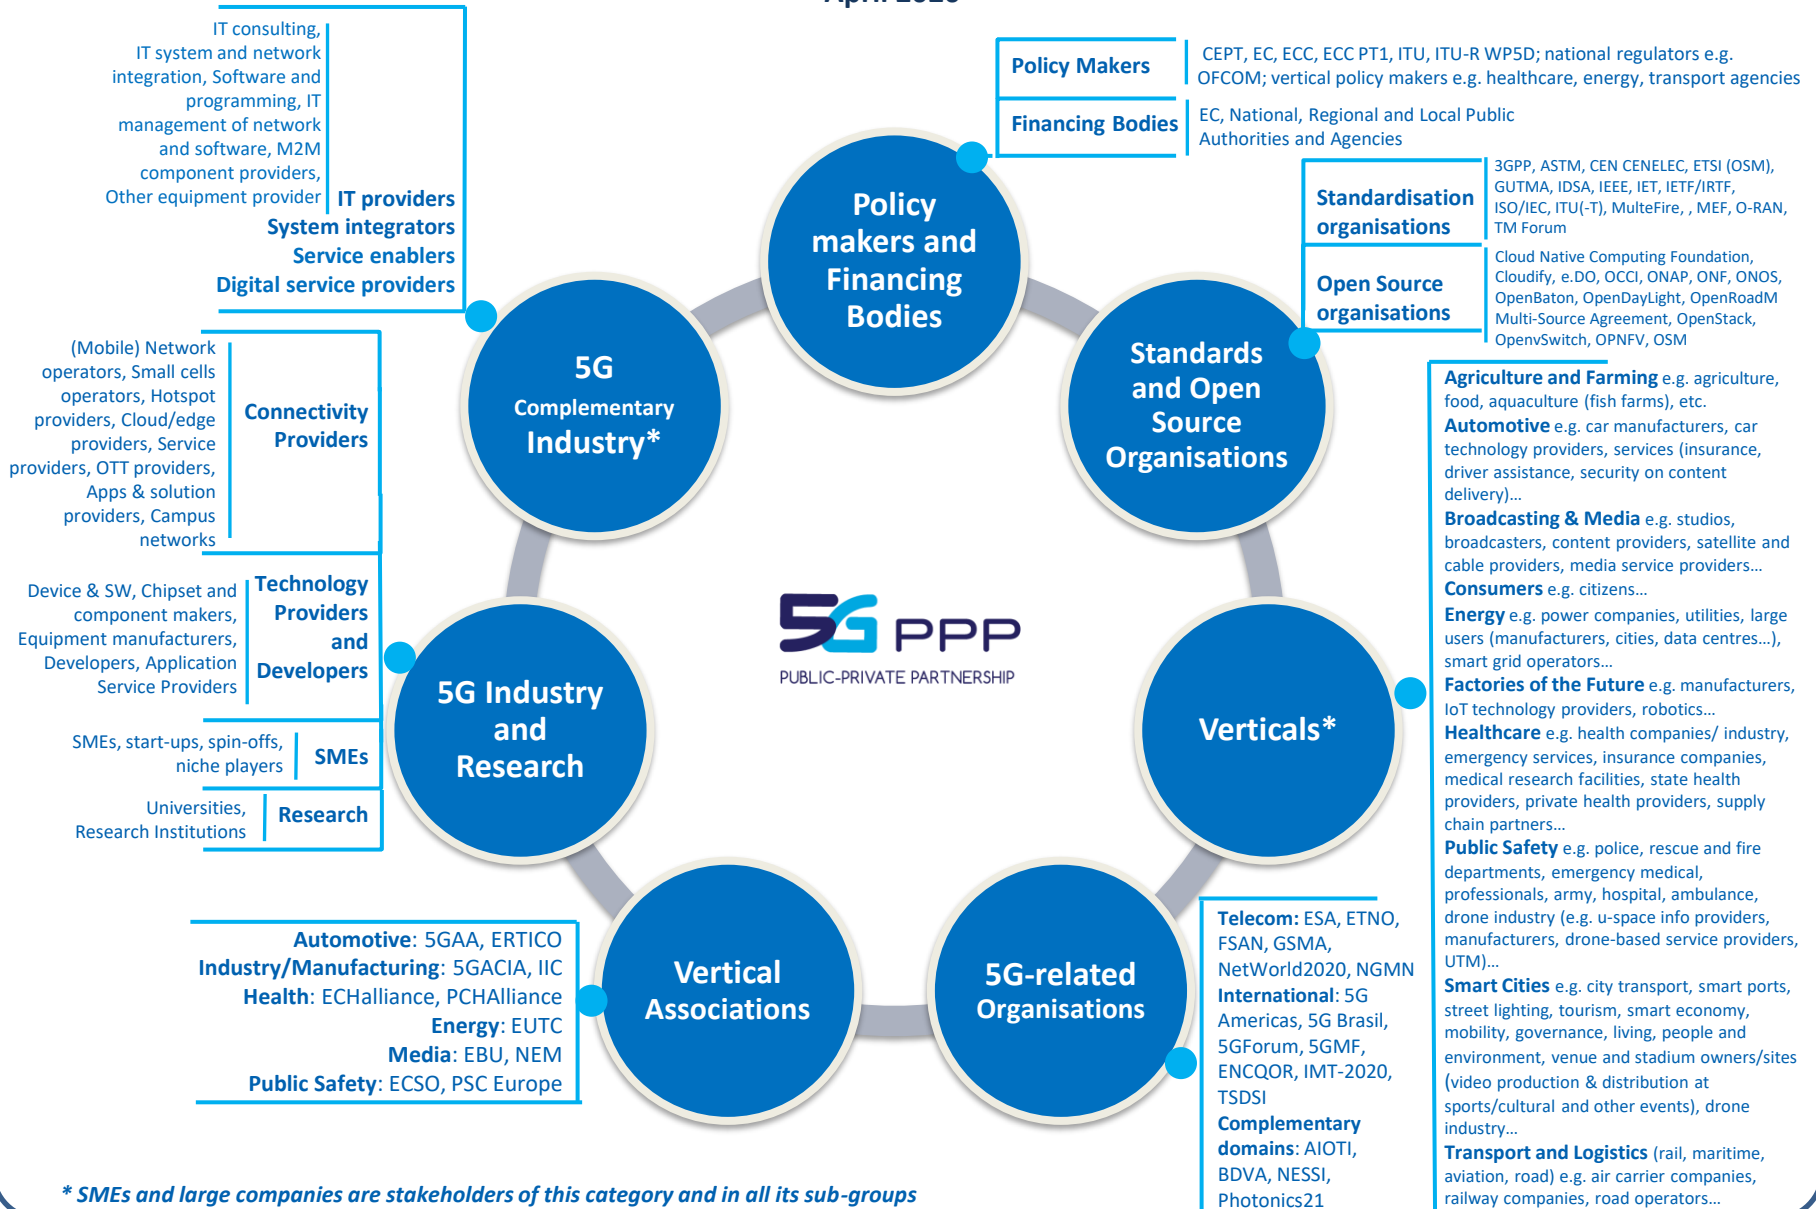 IT consulting,
IT system and network
integration, Software and
programming, IT
management of network
and software, M2M
component providers,
Other equipment provider
IT providers
System integrators
Service enablers
Digital service providers
Policy Makers
CEPT, EC, ECC, ECC PT1, ITU, ITU-R WP5D; national regulators e.g.
OFCOM; vertical policy makers e.g. healthcare, energy, transport agencies
Financing Bodies
EC, National, Regional and Local Public
Authorities and Agencies
Standardisation
organisations
3GPP, ASTM, CEN CENELEC, ETSI (OSM),
GUTMA, IDSA, IEEE, IET, IETF/IRTF,
ISO/IEC, ITU(-T), MulteFire, , MEF, O-RAN,
TM Forum
Open Source
organisations
Cloud Native Computing Foundation,
Cloudify, e.DO, OCCI, ONAP, ONF, ONOS,
OpenBaton, OpenDayLight, OpenRoadM
Multi-Source Agreement, OpenStack,
OpenvSwitch, OPNFV, OSM
Policy
makers and
Financing
Bodies
5G
Complementary
Industry*
Standards
and Open
Source
Organisations
(Mobile) Network
operators, Small cells
operators, Hotspot
providers, Cloud/edge
providers, Service
providers, OTT providers,
Apps & solution
providers, Campus
networks
Connectivity
Providers
Device & SW, Chipset and
component makers,
Equipment manufacturers,
Developers, Application
Service Providers
Technology
Providers
and
Developers
SMEs, start-ups, spin-offs,
niche players
SMEs
Universities,
Research Institutions
Research
5G Industry
and
Research
5G PPP
PUBLIC-PRIVATE PARTNERSHIP
Verticals*
Agriculture and Farming e.g. agriculture,
food, aquaculture (fish farms), etc.
Automotive e.g. car manufacturers, car
technology providers, services (insurance,
driver assistance, security on content
delivery)…
Broadcasting & Media e.g. studios,
broadcasters, content providers, satellite and
cable providers, media service providers…
Consumers e.g. citizens…
Energy e.g. power companies, utilities, large
users (manufacturers, cities, data centres…),
smart grid operators…
Factories of the Future e.g. manufacturers,
IoT technology providers, robotics…
Healthcare e.g. health companies/ industry,
emergency services, insurance companies,
medical research facilities, state health
providers, private health providers, supply
chain partners…
Public Safety e.g. police, rescue and fire
departments, emergency medical,
professionals, army, hospital, ambulance,
drone industry (e.g. u-space info providers,
manufacturers, drone-based service providers,
UTM)…
Smart Cities e.g. city transport, smart ports,
street lighting, tourism, smart economy,
mobility, governance, living, people and
environment, venue and stadium owners/sites
(video production & distribution at
sports/cultural and other events), drone
industry…
Transport and Logistics (rail, maritime,
aviation, road) e.g. air carrier companies,
railway companies, road operators…
Automotive: 5GAA, ERTICO
Industry/Manufacturing: 5GACIA, IIC
Health: ECHalliance, PCHAlliance
Energy: EUTC
Media: EBU, NEM
Public Safety: ECSO, PSC Europe
Vertical
Associations
5G-related
Organisations
Telecom: ESA, ETNO,
FSAN, GSMA,
NetWorld2020, NGMN
International: 5G
Americas, 5G Brasil,
5GForum, 5GMF,
ENCQOR, IMT-2020,
TSDSI
Complementary
domains: AIOTI,
BDVA, NESSI,
Photonics21
* SMEs and large companies are stakeholders of this category and in all its sub-groups